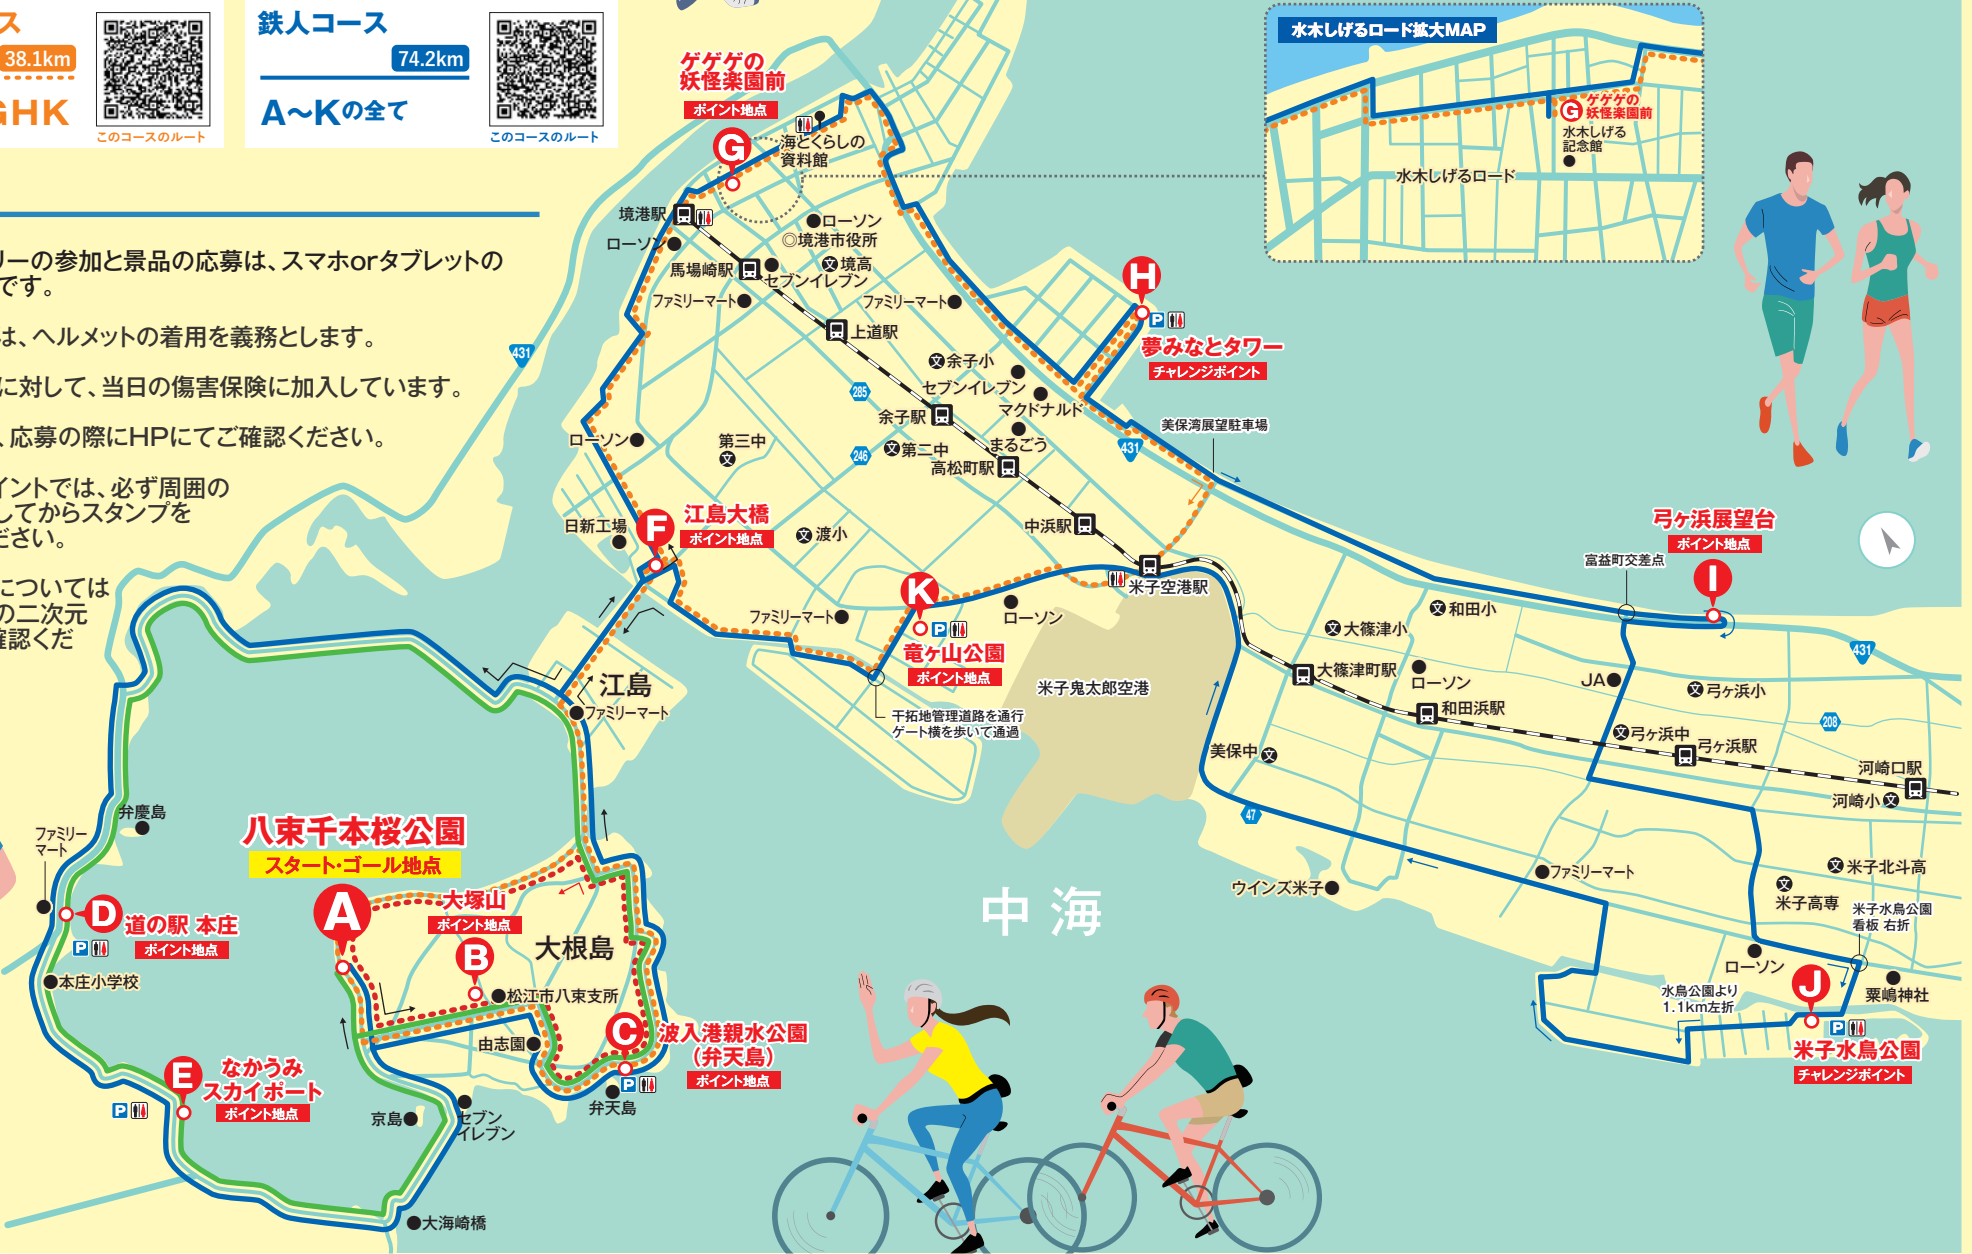 ス
38.1km
GHK
このコースのルート
鉄人コース
74.2km
A〜Kの全て
このコースのルート
リーの参加と景品の応募は、スマホorタブレットの
です。
は、ヘルメットの着用を義務とします。
に対して、当日の傷害保険に加入しています。
、応募の際にHPにてご確認ください。
イントでは、必ず周囲の
してからスタンプを
ださい。
については
の二次元
確認くだ
ゲゲゲの
妖怪楽園前
ポイント地点
G
海とくらしの
資料館
境港駅
ローソン
ローソン
◎境港市役所
馬場崎駅
セブンイレブン
文境高
ファミリーマート
ファミリーマート
上道駅
431
285
246
文余子小
セブンイレブン
マクドナルド
余子駅
まるごう
文第二中
高松町駅
第三中
文
ローソン
日新工場
F
江島大橋
ポイント地点
文渡小
中浜駅
米子空港駅
H
P
夢みなとタワー
チャレンジポイント
美保湾展望駐車場
431
水木しげるロード拡大MAP
G
ゲゲゲの
妖怪楽園前
水木しげる
記念館
水木しげるロード
K
P
竜ヶ山公園
ポイント地点
ローソン
ファミリーマート
干拓地管理道路を通行
ゲート横を歩いて通過
米子鬼太郎空港
江島
ファミリーマート
弓ヶ浜展望台
ポイント地点
I
富益町交差点
文和田小
文大篠津小
大篠津町駅
ローソン
和田浜駅
JA
431
文弓ヶ浜小
208
文弓ヶ浜中
弓ヶ浜駅
河崎口駅
河崎小文
美保中文
47
ウインズ米子
ファミリーマート
文米子北斗高
文
米子高専
米子水鳥公園
看板 右折
ローソン
粟嶋神社
水鳥公園より
1.1km左折
J
P
米子水鳥公園
チャレンジポイント
中海
弁慶島
ファミリー
マート
D
道の駅 本庄
ポイント地点
P
本庄小学校
八束千本桜公園
スタート・ゴール地点
A
大塚山
ポイント地点
B
大根島
松江市八束支所
由志園
C
波入港親水公園
(弁天島)
ポイント地点
P
弁天島
E
なかうみ
スカイポート
ポイント地点
P
京島
セブン
イレブン
大海崎橋